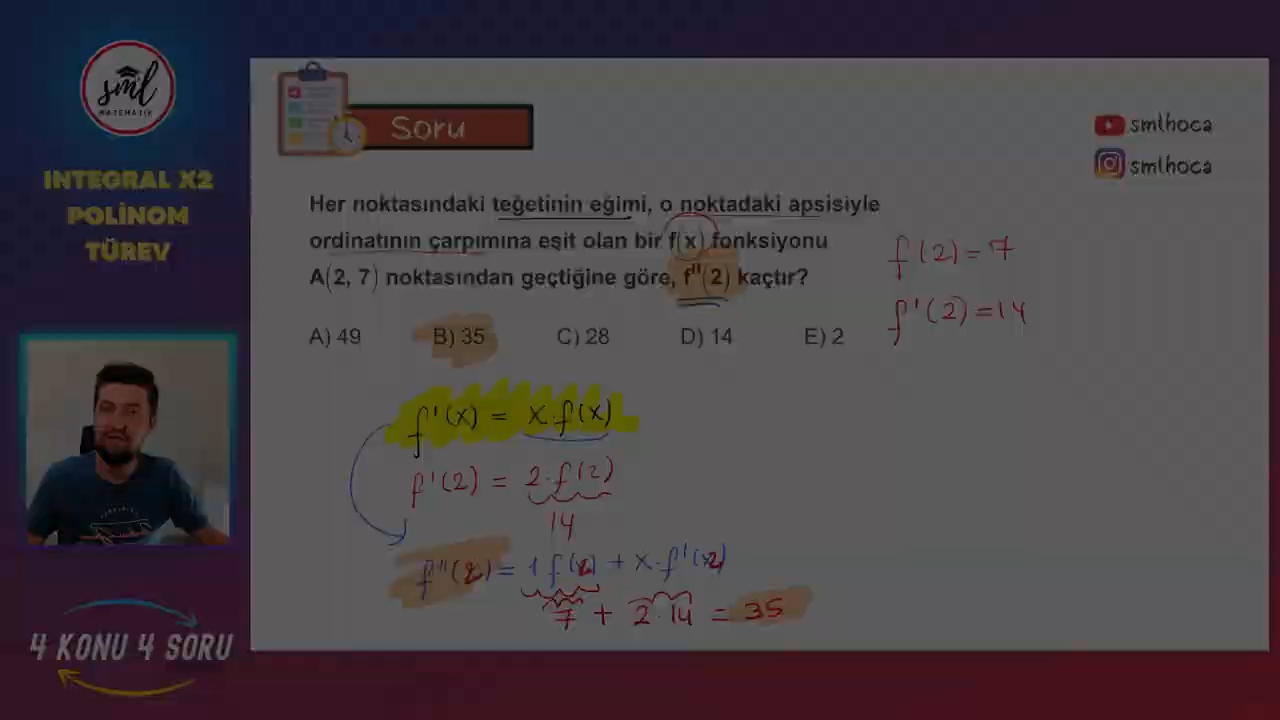 sml
MATEMATİK
INTEGRAL X2
POLİNOM
TÜREV
4 KONU 4 SORU
Soru
smlhoca
smlhoca
Her noktasındaki teğetinin eğimi, o noktadaki apsisiyle
ordinatının çarpımına eşit olan bir f(x) fonksiyonu
A(2, 7) noktasından geçtiğine göre, f''(2) kaçtır?
A) 49 B) 35 C) 28 D) 14 E) 2
f(2) = 7
f'(2) = 14
f'(x) = x.f(x)
f'(2) = 2.f(2)
14
f''(2) = 1 f(2) + x.f'(2)
7 + 2.14 = 35